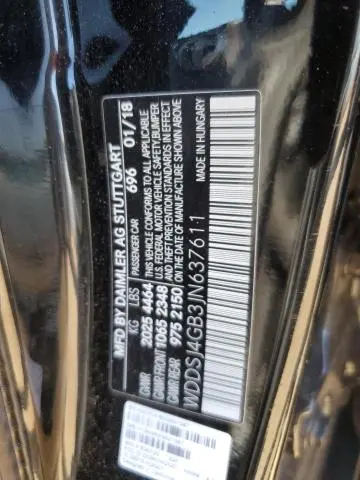 MFD BY DAIMLER AG STUTTGART
KG LBS PASSENGER CAR 696 01/18
GVWR 2025 4464 THIS VEHICLE CONFORMS TO ALL APPLICABLE
GAWR FRONT 1065 2348 U.S. FEDERAL MOTOR VEHICLE SAFETY, BUMPER
AND THEFT PREVENTION STANDARDS IN EFFECT
GAWR 975 2150 ON THE DATE OF MANUFACTURE SHOWN ABOVE
WDDSJ4GB3JN637611 MADE IN HUNGARY